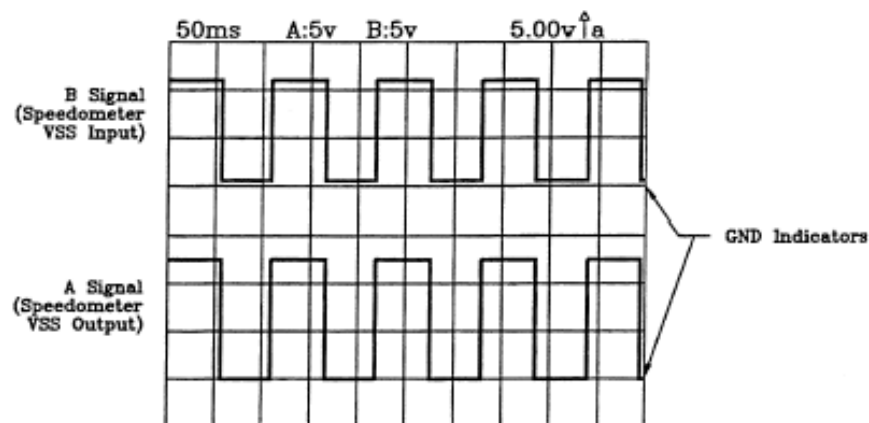 50ms A:5v B:5v 5.00v ↑a
B Signal
(Speedometer
VSS Input)
GND Indicators
A Signal
(Speedometer
VSS Output)